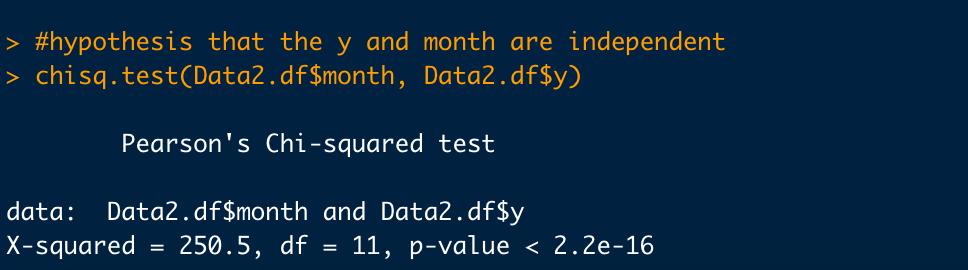 > #hypothesis that the y and month are independent
> chisq.test(Data2.df$month, Data2.df$y)
Pearson's Chi-squared test
data:  Data2.df$month and Data2.df$y
X-squared = 250.5, df = 11, p-value < 2.2e-16